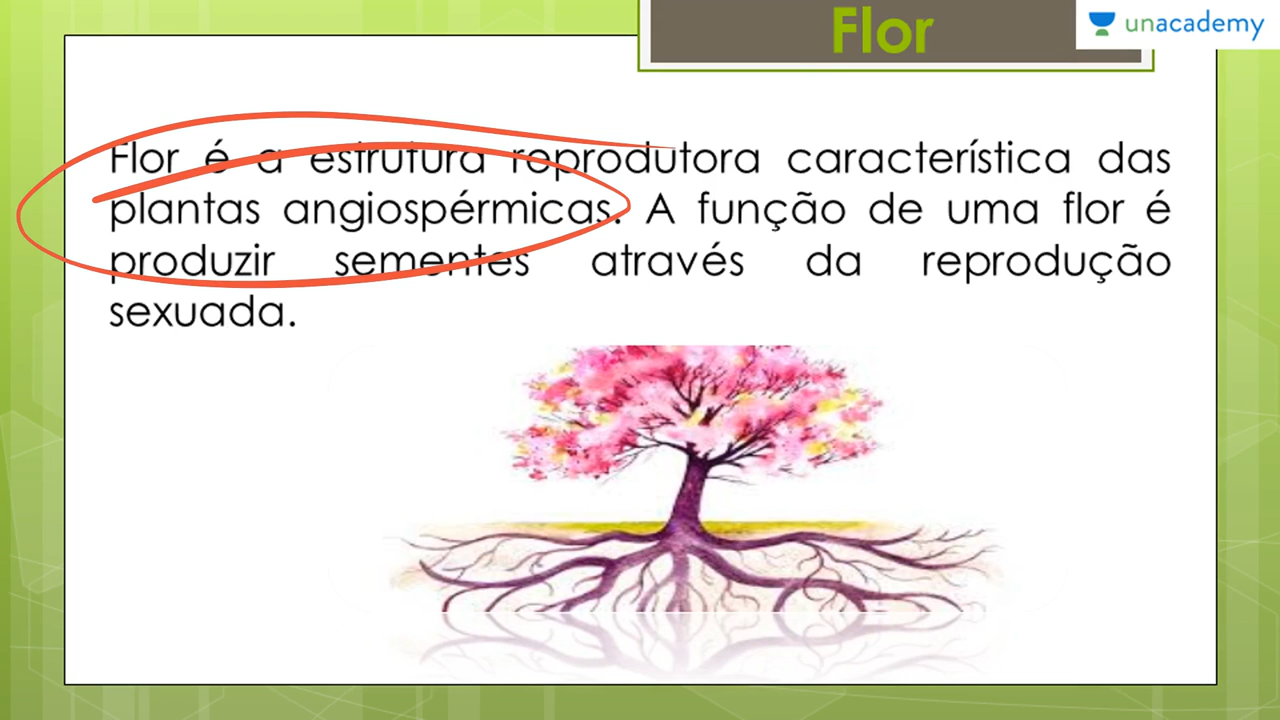 Flor
unacademy
Flor é a estrutura reprodutora característica das
plantas angiospérmicas. A função de uma flor é
produzir sementes através da reprodução
sexuada.